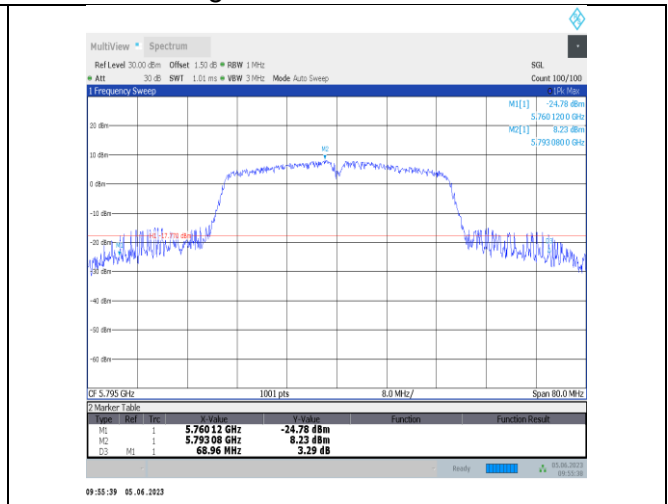 MultiView Spectrum
Ref Level 30.00 dBm Offset 1.50 dB RBW 1 MHz SGL
Att 30 dB SWT 1.01 ms VBW 3 MHz Mode Auto Sweep Count 100/100
1 Frequency Sweep 1Pk Max
M1[1] -24.78 dBm
5.760 120 0 GHz
M2[1] 8.23 dBm
5.793 080 0 GHz
M2
20 dBm
10 dBm
0 dBm
-10 dBm
-20 dBm
-30 dBm
-40 dBm
-50 dBm
-60 dBm
CF 5.795 GHz 1001 pts 8.0 MHz/ Span 80.0 MHz
2 Marker Table
Type Ref Trc X-Value Y-Value Function Function Result
M1 1 5.760 12 GHz -24.78 dBm
M2 1 5.793 08 GHz 8.23 dBm
D3 M1 1 68.96 MHz 3.29 dB
Ready 05.06.2023
09:55:38
09:55:39 05.06.2023